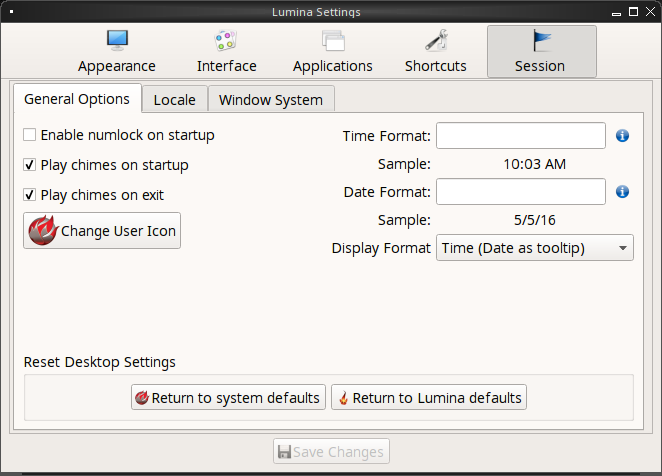 Lumina Settings
Appearance
Interface
Applications
Shortcuts
Session
General Options
Locale
Window System
Enable numlock on startup
Play chimes on startup
Play chimes on exit
Change User Icon
Time Format:
Sample: 10:03 AM
Date Format:
Sample: 5/5/16
Display Format Time (Date as tooltip)
Reset Desktop Settings
Return to system defaults
Return to Lumina defaults
Save Changes